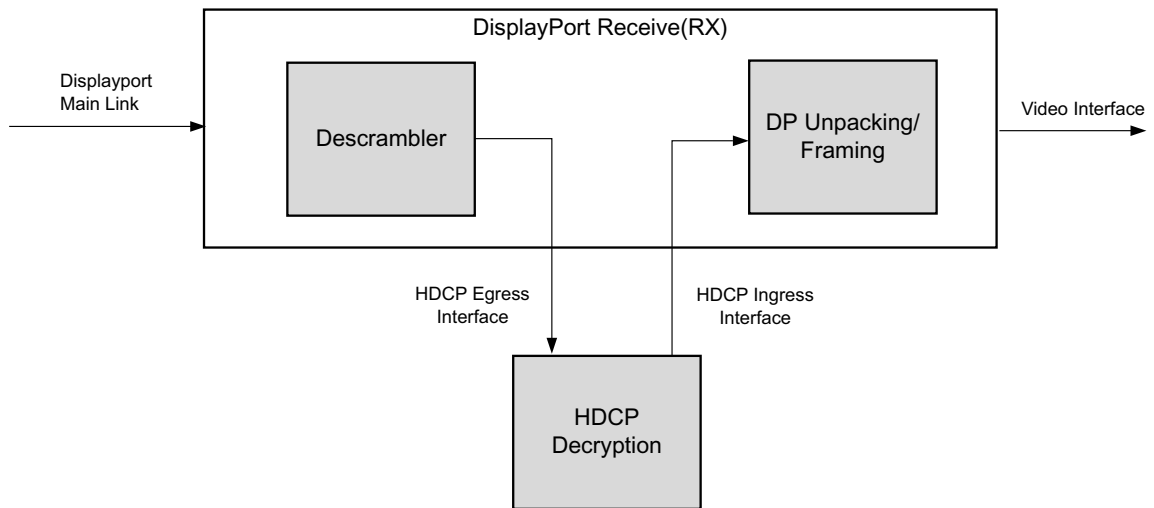 DisplayPort Receive(RX)
Displayport
Main Link
Descrambler
DP Unpacking/
Framing
Video Interface
HDCP Egress
Interface
HDCP Ingress
Interface
HDCP
Decryption